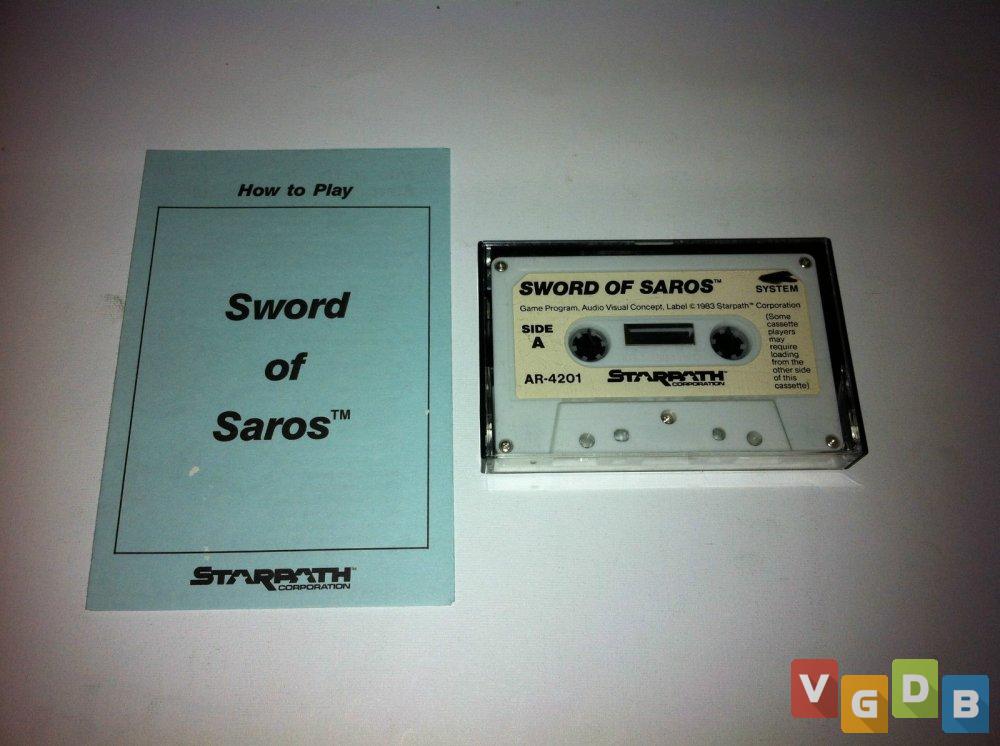 How to Play
Sword
of
Saros™
STARPATH™
CORPORATION
SWORD OF SAROS™
SYSTEM
Game Program, Audio Visual Concept, Label © 1983 Starpath™ Corporation
SIDE
A
(Some
cassette
players
may
require
loading
from the
other side
of this
cassette)
AR-4201
STARPATH™
CORPORATION
VGDB